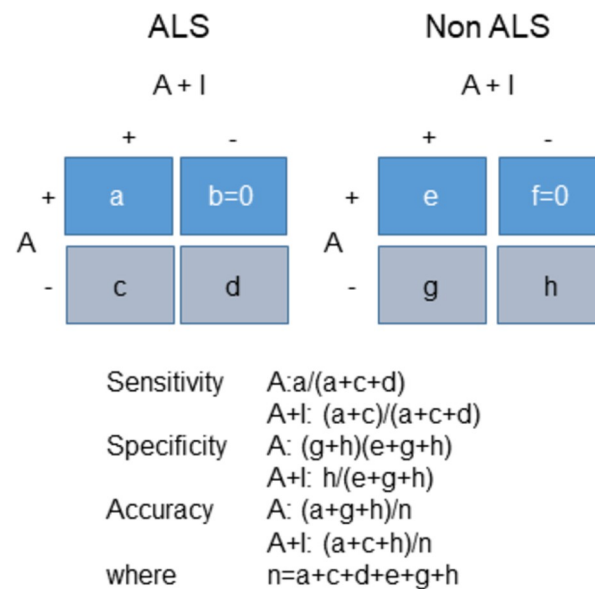 ALS Non ALS
A + I A + I
+ - + -
+ a b=0 + e f=0
A A
- c d - g h
Sensitivity A:a/(a+c+d)
A+I: (a+c)/(a+c+d)
Specificity A: (g+h)(e+g+h)
A+I: h/(e+g+h)
Accuracy A: (a+g+h)/n
A+I: (a+c+h)/n
where n=a+c+d+e+g+h